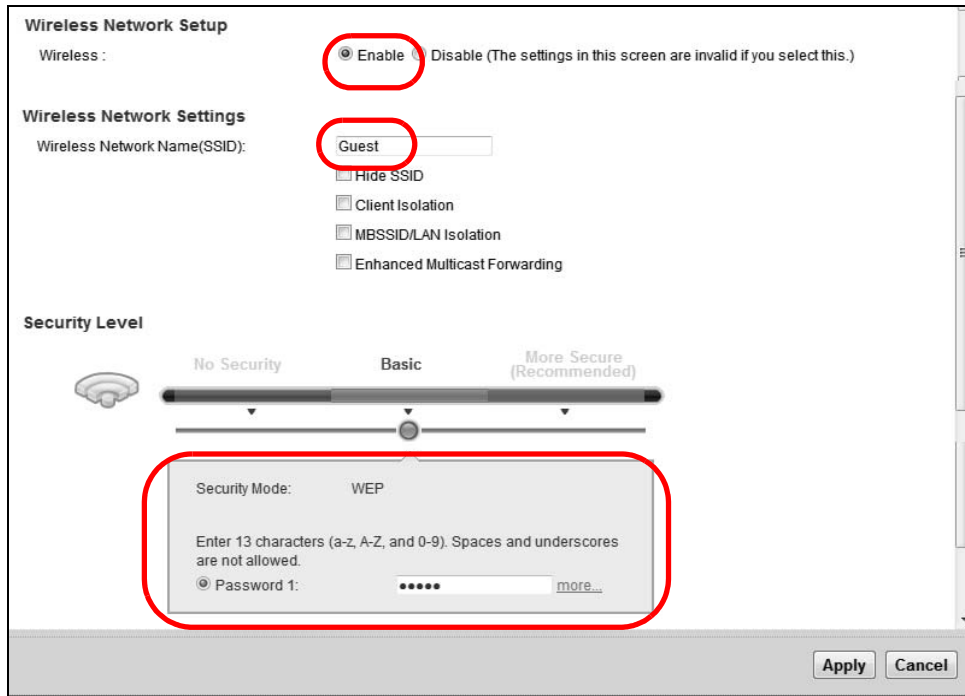 Wireless Network Setup
Wireless : Enable Disable (The settings in this screen are invalid if you select this.)
Wireless Network Settings
Wireless Network Name(SSID): Guest
Hide SSID
Client Isolation
MBSSID/LAN Isolation
Enhanced Multicast Forwarding
Security Level
No Security Basic More Secure
(Recommended)
Security Mode: WEP
Enter 13 characters (a-z, A-Z, and 0-9). Spaces and underscores
are not allowed.
Password 1: ••••• more...
Apply Cancel